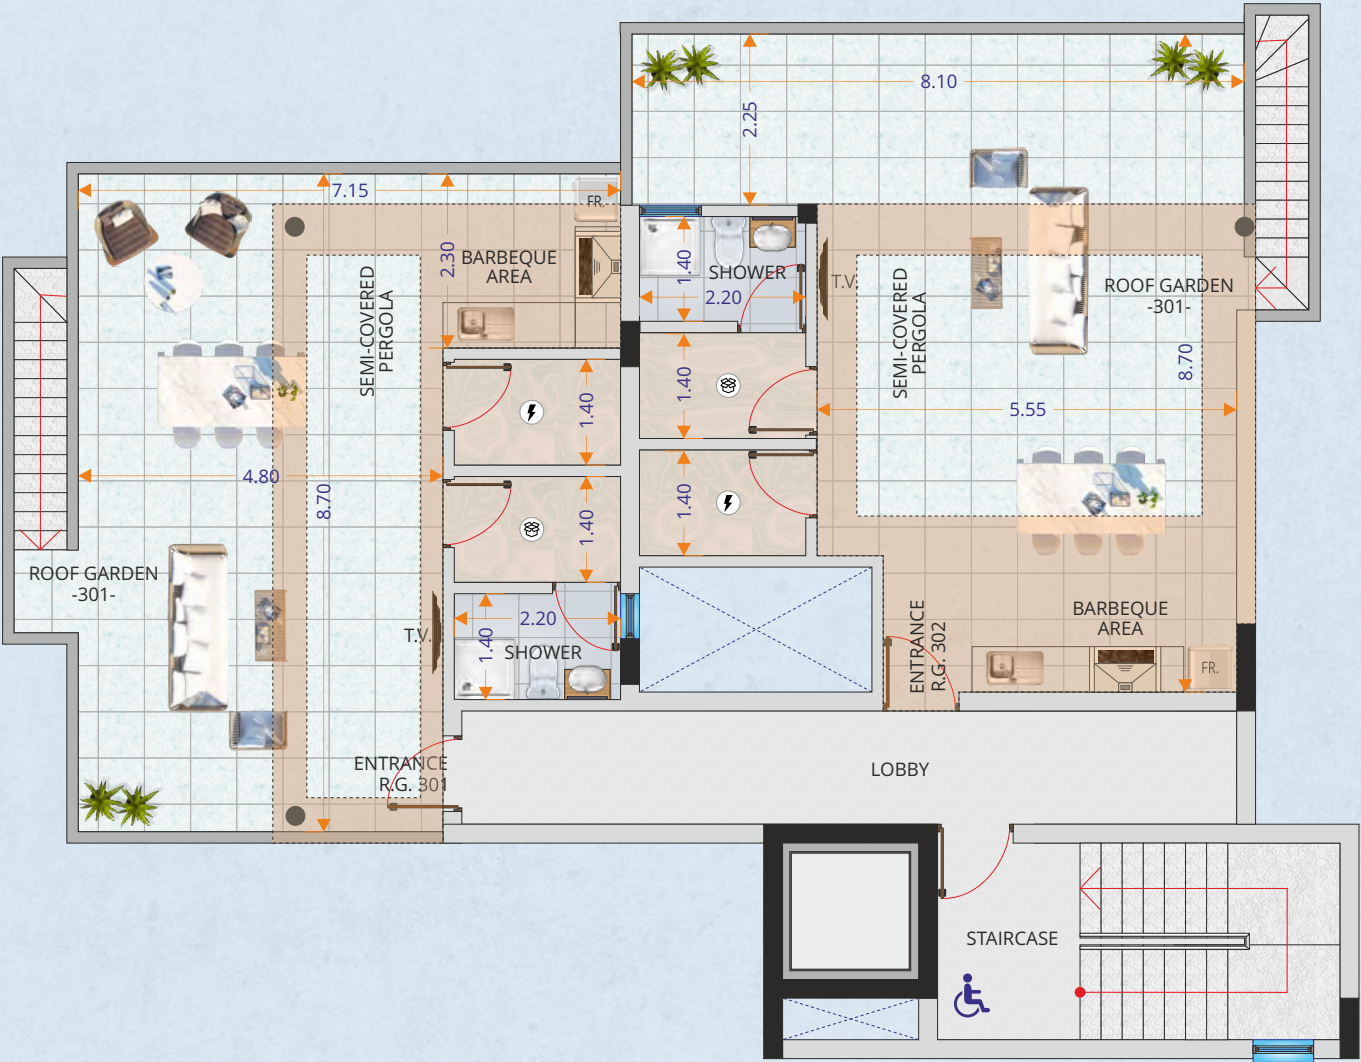 8.10
2.25
7.15
FR.
2.30
BARBEQUE
AREA
SEMI-COVERED
PERGOLA
1.40
SHOWER
2.20
T.V
SEMI-COVERED
PERGOLA
ROOF GARDEN
-301-
8.70
5.55
1.40
1.40
4.80
8.70
1.40
1.40
ROOF GARDEN
-301-
T.V.
2.20
1.40
SHOWER
ENTRANCE
R.G. 302
BARBEQUE
AREA
FR.
ENTRANCE
R.G. 301
LOBBY
STAIRCASE